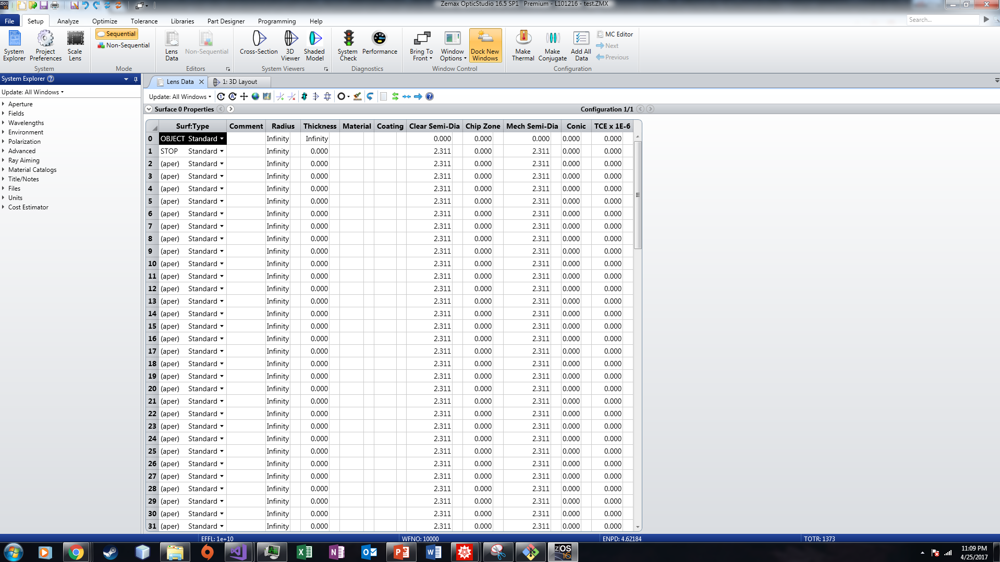 Zemax OpticStudio 16.5 SP1   Premium - L101216 - test.ZMX
File Setup Analyze Optimize Tolerance Libraries Part Designer Programming Help
Search...
System Explorer
Project Preferences
Scale Lens
System
Sequential
Non-Sequential
Mode
Lens Data
Non-Sequential
Editors
Cross-Section
3D Viewer
Shaded Model
System Viewers
System Check
Performance
Diagnostics
Bring To Front
Window Options
Dock New Windows
Window Control
Make Thermal
Make Conjugate
Add All Data
MC Editor
Next
Previous
Configuration
System Explorer
Update: All Windows
Aperture
Fields
Wavelengths
Environment
Polarization
Advanced
Ray Aiming
Material Catalogs
Title/Notes
Files
Units
Cost Estimator
Lens Data
1: 3D Layout
Update: All Windows
Surface 0 Properties
Configuration 1/1
Surf:Type Comment Radius Thickness Material Coating Clear Semi-Dia Chip Zone Mech Semi-Dia Conic TCE x 1E-6
0 OBJECT Standard Infinity Infinity 0.000 0.000 0.000 0.000 0.000
1 STOP Standard Infinity 0.000 2.311 0.000 2.311 0.000 0.000
2 (aper) Standard Infinity 0.000 2.311 0.000 2.311 0.000 0.000
3 (aper) Standard Infinity 0.000 2.311 0.000 2.311 0.000 0.000
4 (aper) Standard Infinity 0.000 2.311 0.000 2.311 0.000 0.000
5 (aper) Standard Infinity 0.000 2.311 0.000 2.311 0.000 0.000
6 (aper) Standard Infinity 0.000 2.311 0.000 2.311 0.000 0.000
7 (aper) Standard Infinity 0.000 2.311 0.000 2.311 0.000 0.000
8 (aper) Standard Infinity 0.000 2.311 0.000 2.311 0.000 0.000
9 (aper) Standard Infinity 0.000 2.311 0.000 2.311 0.000 0.000
10 (aper) Standard Infinity 0.000 2.311 0.000 2.311 0.000 0.000
11 (aper) Standard Infinity 0.000 2.311 0.000 2.311 0.000 0.000
12 (aper) Standard Infinity 0.000 2.311 0.000 2.311 0.000 0.000
13 (aper) Standard Infinity 0.000 2.311 0.000 2.311 0.000 0.000
14 (aper) Standard Infinity 0.000 2.311 0.000 2.311 0.000 0.000
15 (aper) Standard Infinity 0.000 2.311 0.000 2.311 0.000 0.000
16 (aper) Standard Infinity 0.000 2.311 0.000 2.311 0.000 0.000
17 (aper) Standard Infinity 0.000 2.311 0.000 2.311 0.000 0.000
18 (aper) Standard Infinity 0.000 2.311 0.000 2.311 0.000 0.000
19 (aper) Standard Infinity 0.000 2.311 0.000 2.311 0.000 0.000
20 (aper) Standard Infinity 0.000 2.311 0.000 2.311 0.000 0.000
21 (aper) Standard Infinity 0.000 2.311 0.000 2.311 0.000 0.000
22 (aper) Standard Infinity 0.000 2.311 0.000 2.311 0.000 0.000
23 (aper) Standard Infinity 0.000 2.311 0.000 2.311 0.000 0.000
24 (aper) Standard Infinity 0.000 2.311 0.000 2.311 0.000 0.000
25 (aper) Standard Infinity 0.000 2.311 0.000 2.311 0.000 0.000
26 (aper) Standard Infinity 0.000 2.311 0.000 2.311 0.000 0.000
27 (aper) Standard Infinity 0.000 2.311 0.000 2.311 0.000 0.000
28 (aper) Standard Infinity 0.000 2.311 0.000 2.311 0.000 0.000
29 (aper) Standard Infinity 0.000 2.311 0.000 2.311 0.000 0.000
30 (aper) Standard Infinity 0.000 2.311 0.000 2.311 0.000 0.000
31 (aper) Standard Infinity 0.000 2.311 0.000 2.311 0.000 0.000
EFFL: 1e+10 WFNO: 10000 ENPD: 4.62184 TOTR: 1373
ZOS 16
11:09 PM
4/25/2017